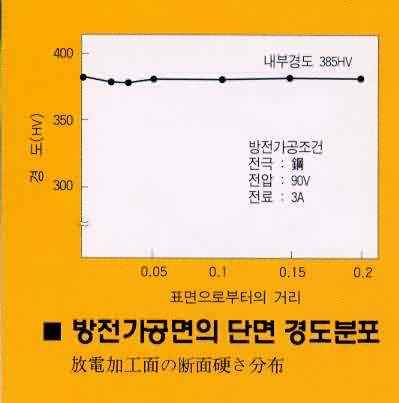 400
내부경도 385HV
350
경 도(HV)
방전가공조건
전극 : 鋼
전압 : 90V
전류 : 3A
300
0.05 0.1 0.15 0.2
표면으로부터의 거리
■ 방전가공면의 단면 경도분포
放電加工面の断面硬さ分布